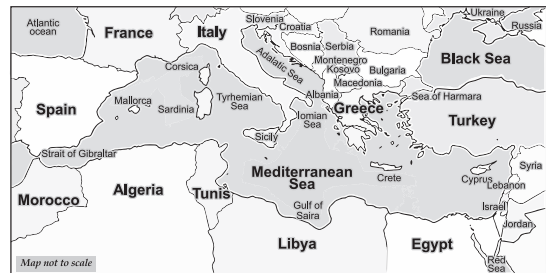 Atlantic
ocean
France
Italy
Slovenia
Croatia
Ukraine
Russia
Romania
Bosnia
Serbia
Black Sea
Adalatic Sea
Montenegro
Kosovo
Bulgaria
Macedonia
Corsica
Spain
Mallorca
Sardinia
Tyrhemian
Sea
Albania
Greece
Sea of Harmara
Ionian
Sea
Turkey
Sicily
Strait of Gibraltar
Mediterranean
Sea
Crete
Cyprus
Syria
Lebanon
Morocco
Algeria
Tunis
Gulf of
Saira
Israel
Jordan
Libya
Egypt
Red
Sea
Map not to scale